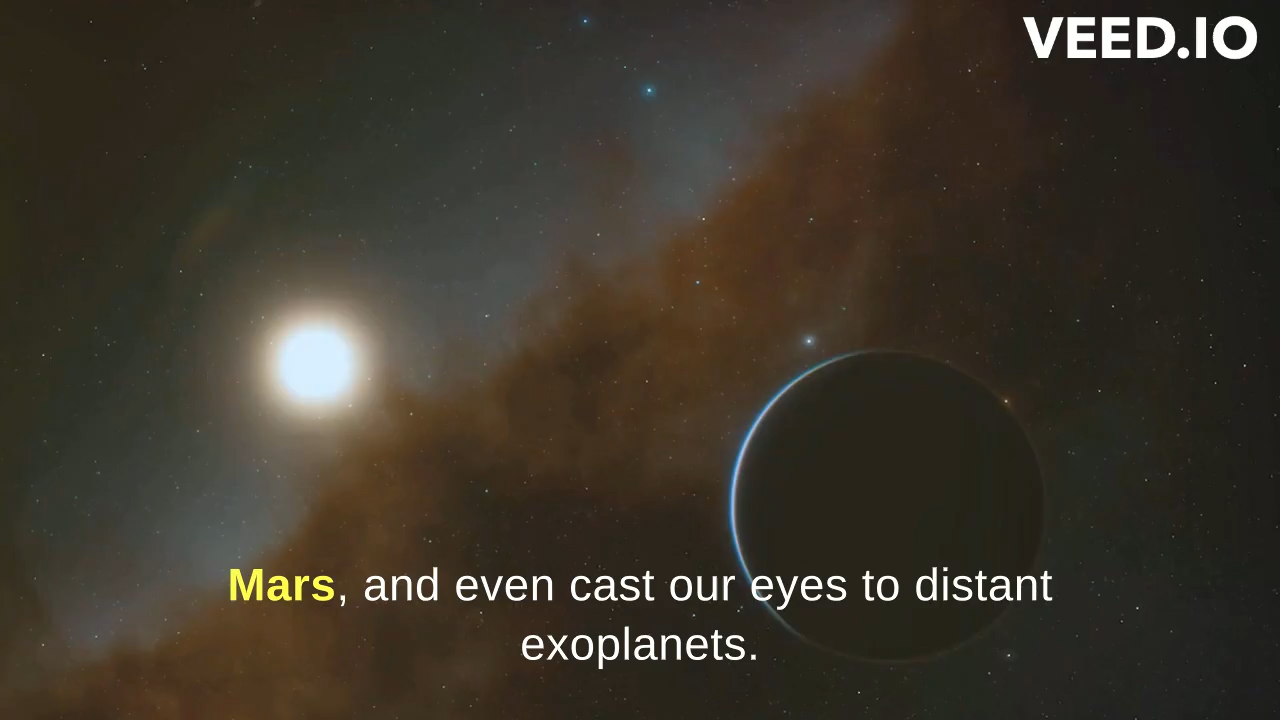 VEED.IO
Mars, and even cast our eyes to distant
exoplanets.